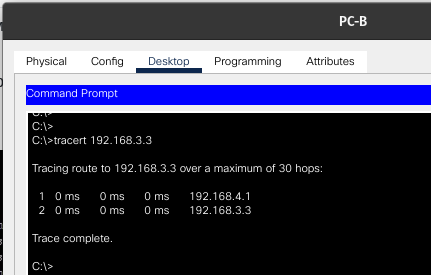 PC-B
Physical Config Desktop Programming Attributes
Command Prompt
C:\>
C:\>
C:\>tracert 192.168.3.3
Tracing route to 192.168.3.3 over a maximum of 30 hops:
1 0 ms 0 ms 0 ms 192.168.4.1
2 0 ms 0 ms 0 ms 192.168.3.3
Trace complete.
C:\>